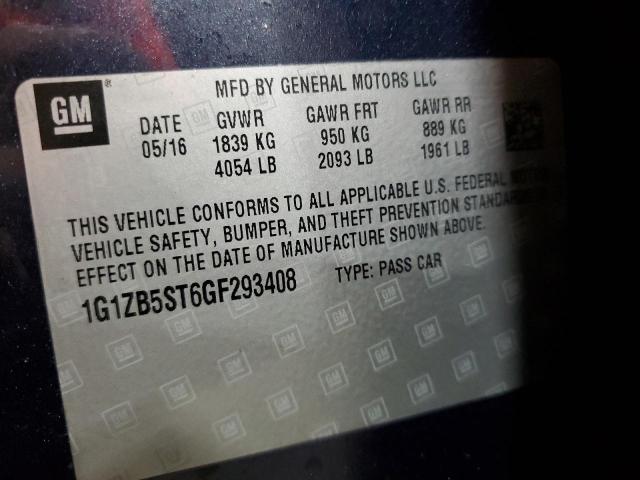 GM
MFD BY GENERAL MOTORS LLC
DATE GVWR GAWR FRT GAWR RR
05/16 1839 KG 950 KG 889 KG
4054 LB 2093 LB 1961 LB
THIS VEHICLE CONFORMS TO ALL APPLICABLE U.S. FEDERAL MOTOR
VEHICLE SAFETY, BUMPER, AND THEFT PREVENTION STANDARDS
EFFECT ON THE DATE OF MANUFACTURE SHOWN ABOVE.
1G1ZB5ST6GF293408 TYPE: PASS CAR